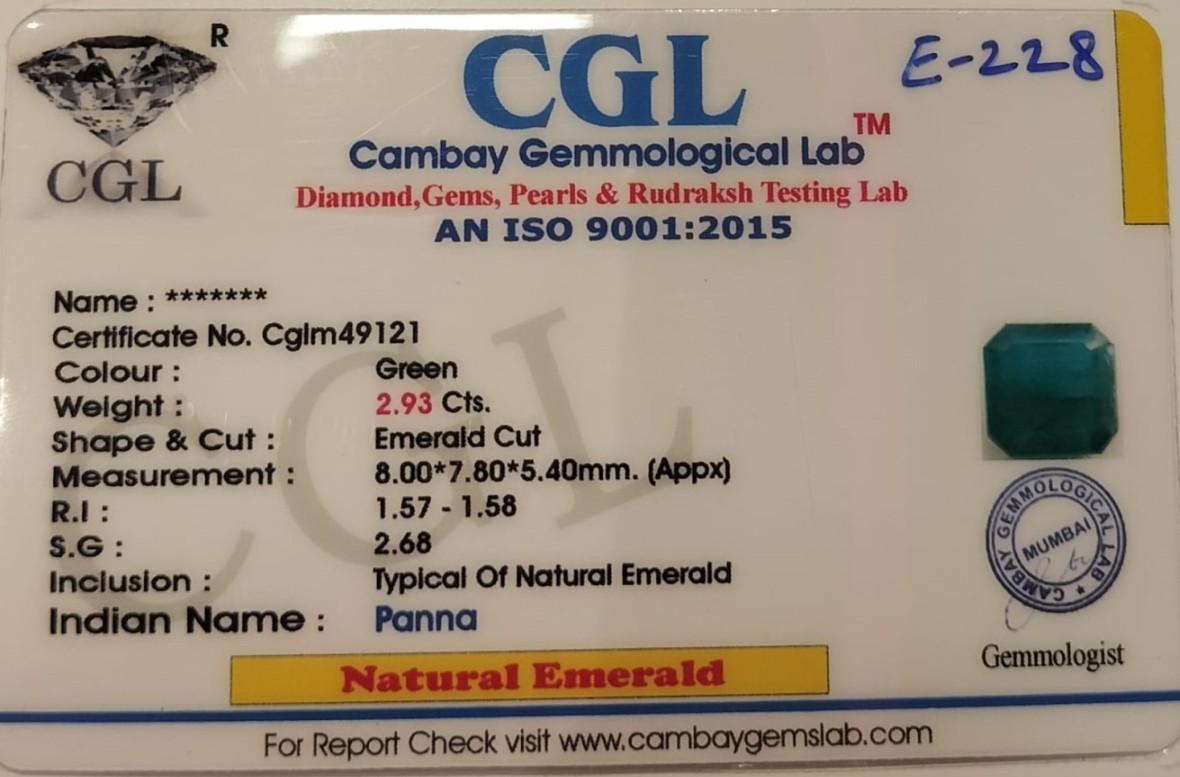 R
CGL
CGL
E-228
Cambay Gemmological Lab TM
Diamond,Gems, Pearls & Rudraksh Testing Lab
AN ISO 9001:2015
Name : *******
Certificate No. Cglm49121
Colour : Green
Weight : 2.93 Cts.
Shape & Cut : Emerald Cut
Measurement : 8.00*7.80*5.40mm. (Appx)
R.I : 1.57 - 1.58
S.G : 2.68
Inclusion : Typical Of Natural Emerald
Indian Name : Panna
CGL
CAMBAY GEMMOLOGICAL LAB *
MUMBAI
Gemmologist
Natural Emerald
For Report Check visit www.cambaygemslab.com